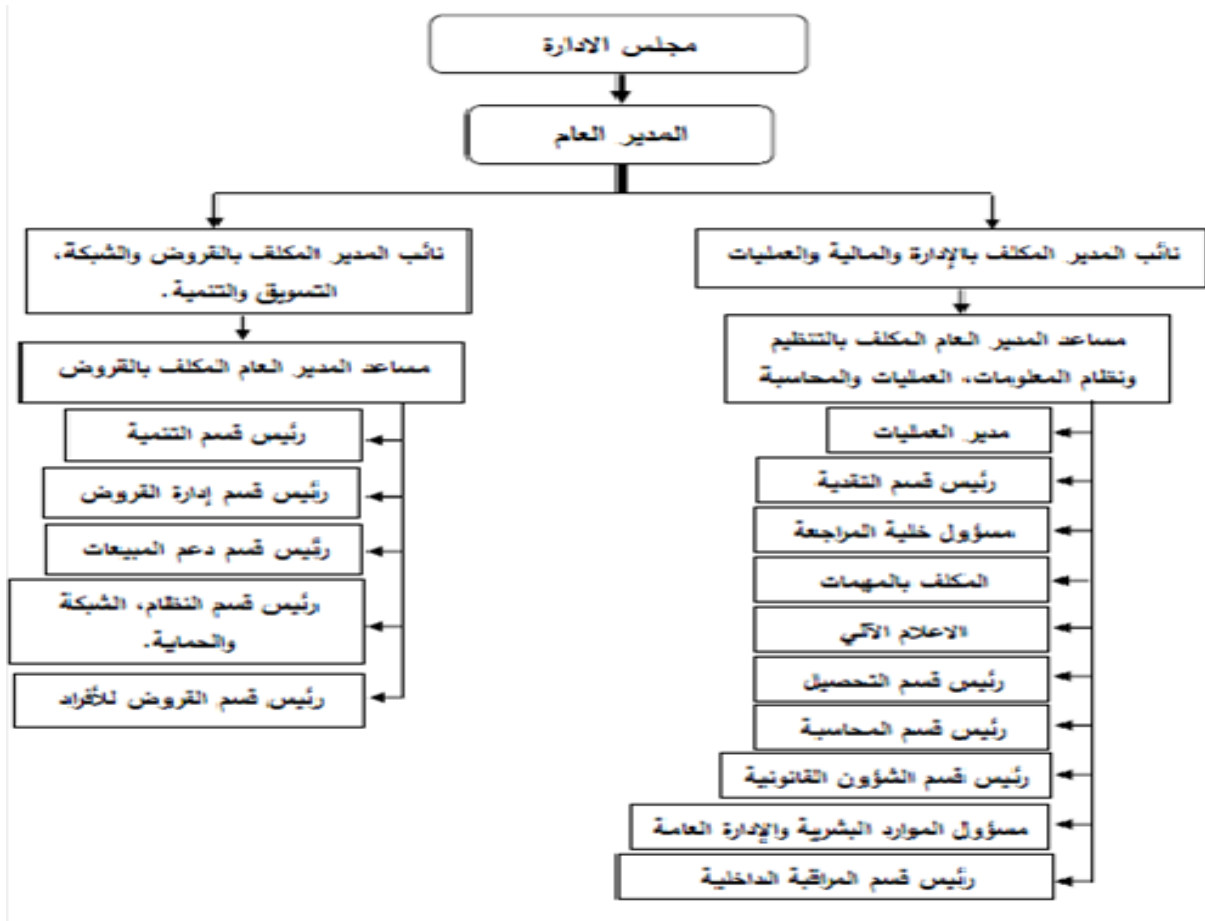 مجلس الادارة
المدير العام
نائب المدير المكلف بالإدارة والمالية والعمليات
مساعد المدير العام المكلف بالتنظيم
ونظام المعلومات، العمليات والمحاسبة
مدير العمليات
رئيس قسم التقدية
مسؤول خلية المراجعة
المكلف بالمهمات
الاعلام الآلي
رئيس قسم التحصيل
رئيس قسم المحاسبة
رئيس قسم الشؤون القانونية
مسؤول الموارد البشرية والإدارة العامة
رئيس قسم المراقبة الداخلية
نائب المدير المكلف بالقروض والشبكة،
التسويق والتنمية.
مساعد المدير العام المكلف بالقروض
رئيس قسم التنمية
رئيس قسم إدارة القروض
رئيس قسم دعم المبيعات
رئيس قسم النظام، الشبكة
والحماية.
رئيس قسم القروض للأفراد